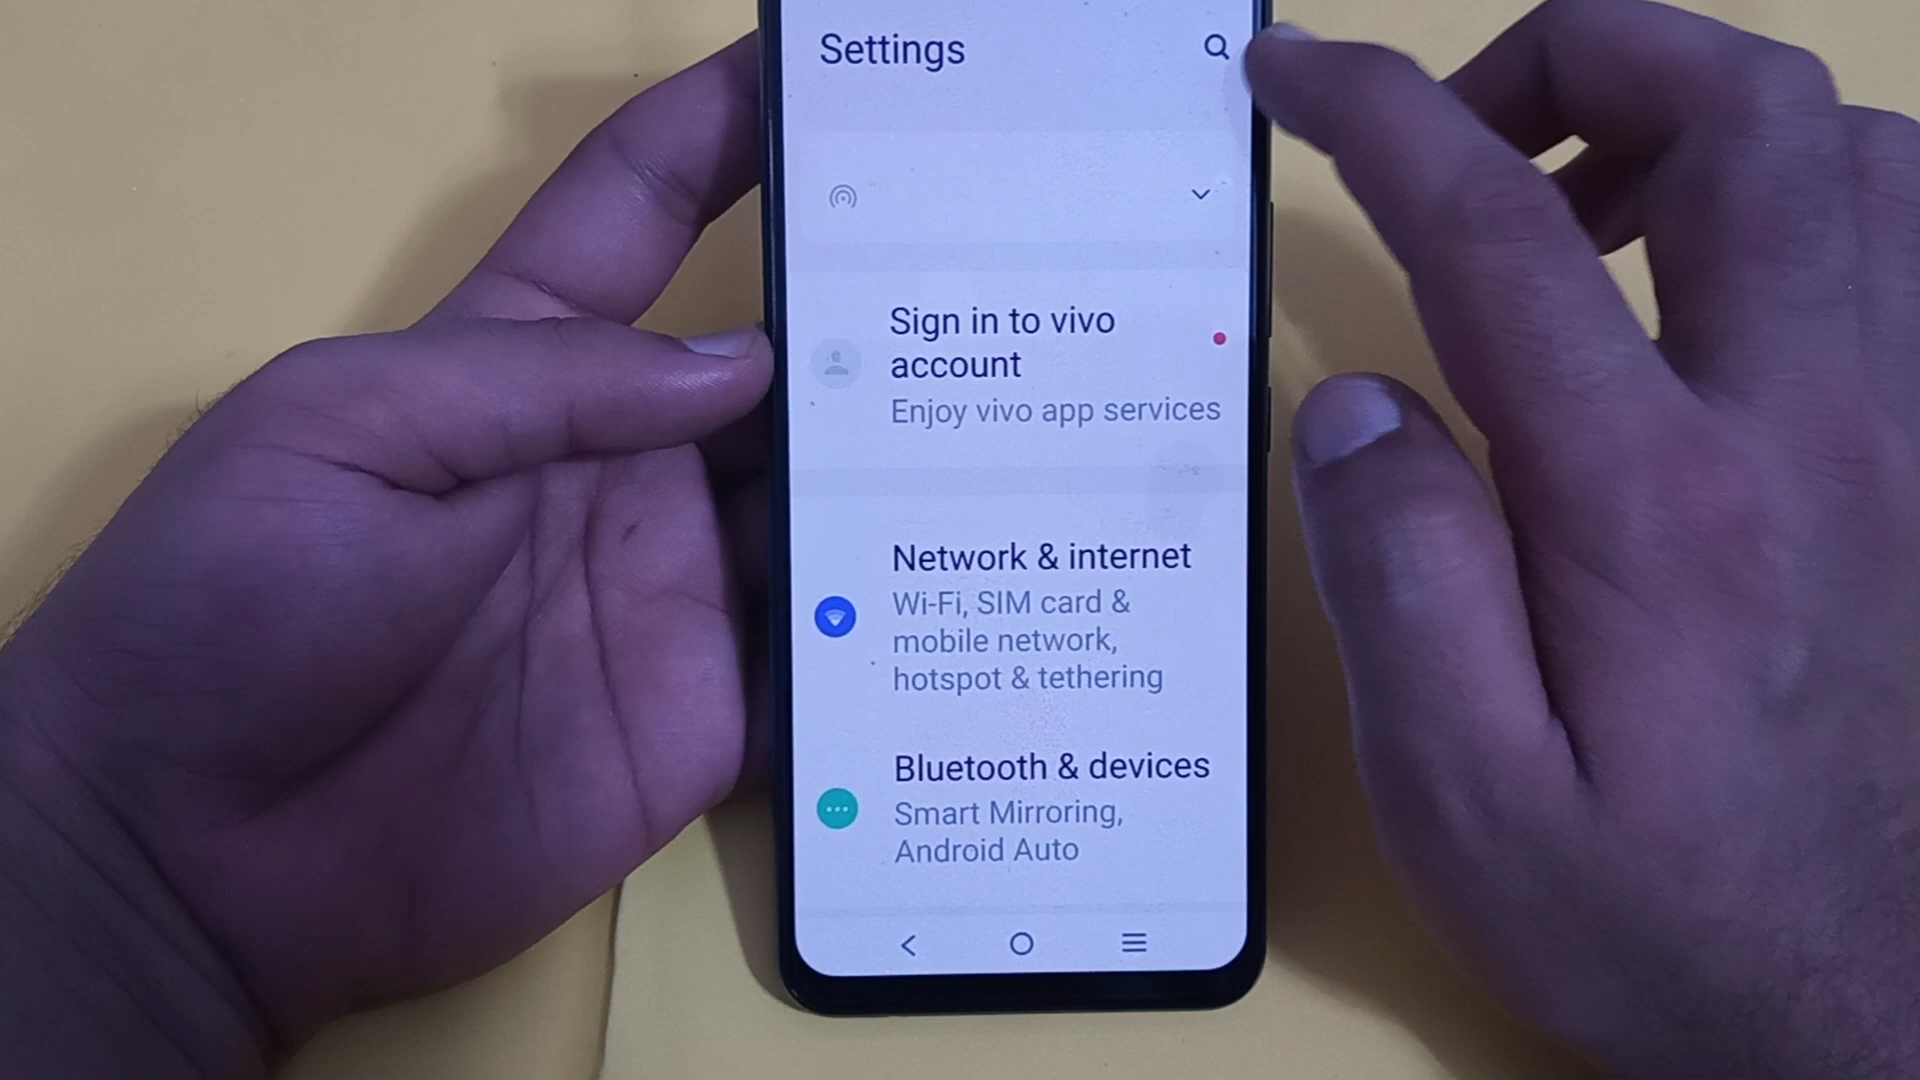 Settings
Sign in to vivo
account
Enjoy vivo app services
Network & internet
Wi-Fi, SIM card &
mobile network,
hotspot & tethering
Bluetooth & devices
Smart Mirroring,
Android Auto